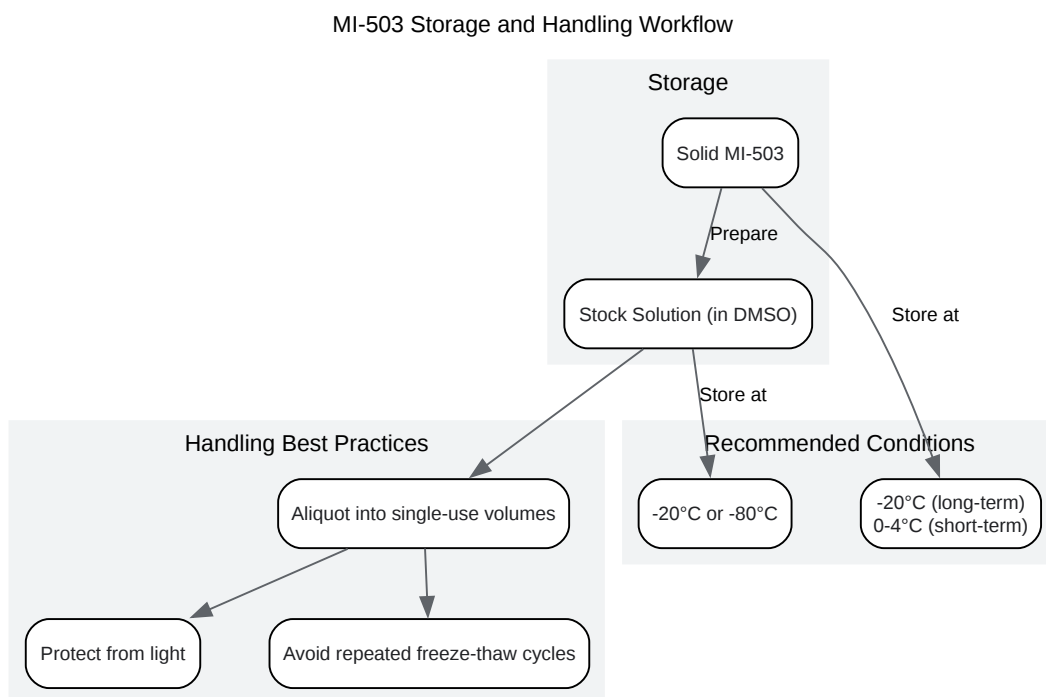 MI-503 Storage and Handling Workflow
Storage
Solid MI-503
Prepare
Stock Solution (in DMSO)
Store at
Store at
Handling Best Practices
Recommended Conditions
Aliquot into single-use volumes
-20°C or -80°C
-20°C (long-term)
0-4°C (short-term)
Protect from light
Avoid repeated freeze-thaw cycles